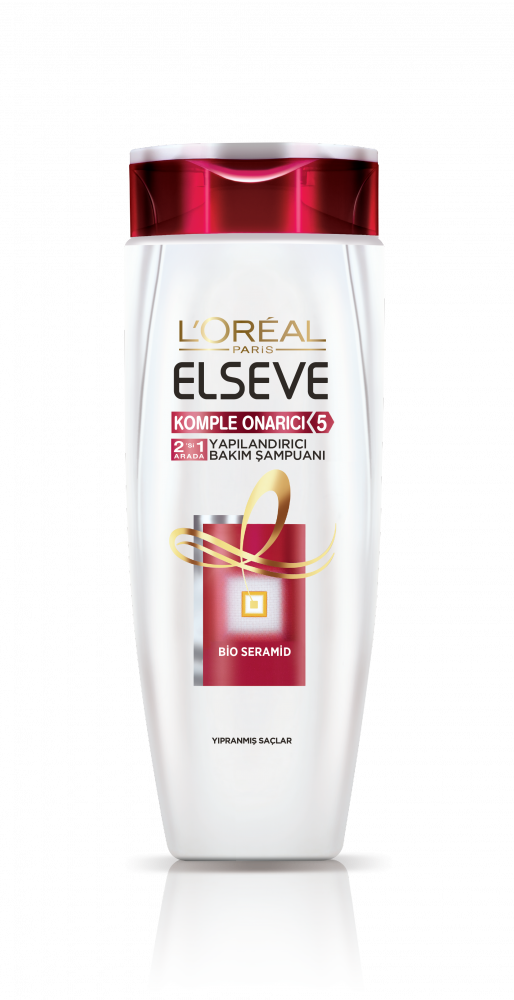 L'ORÉAL
PARIS
ELSEVE
KOMPLE ONARICI 5
2'si 1 ARADA
YAPILANDIRICI
BAKIM ŞAMPUANI
BİO SERAMİD
YIPRANMIŞ SAÇLAR